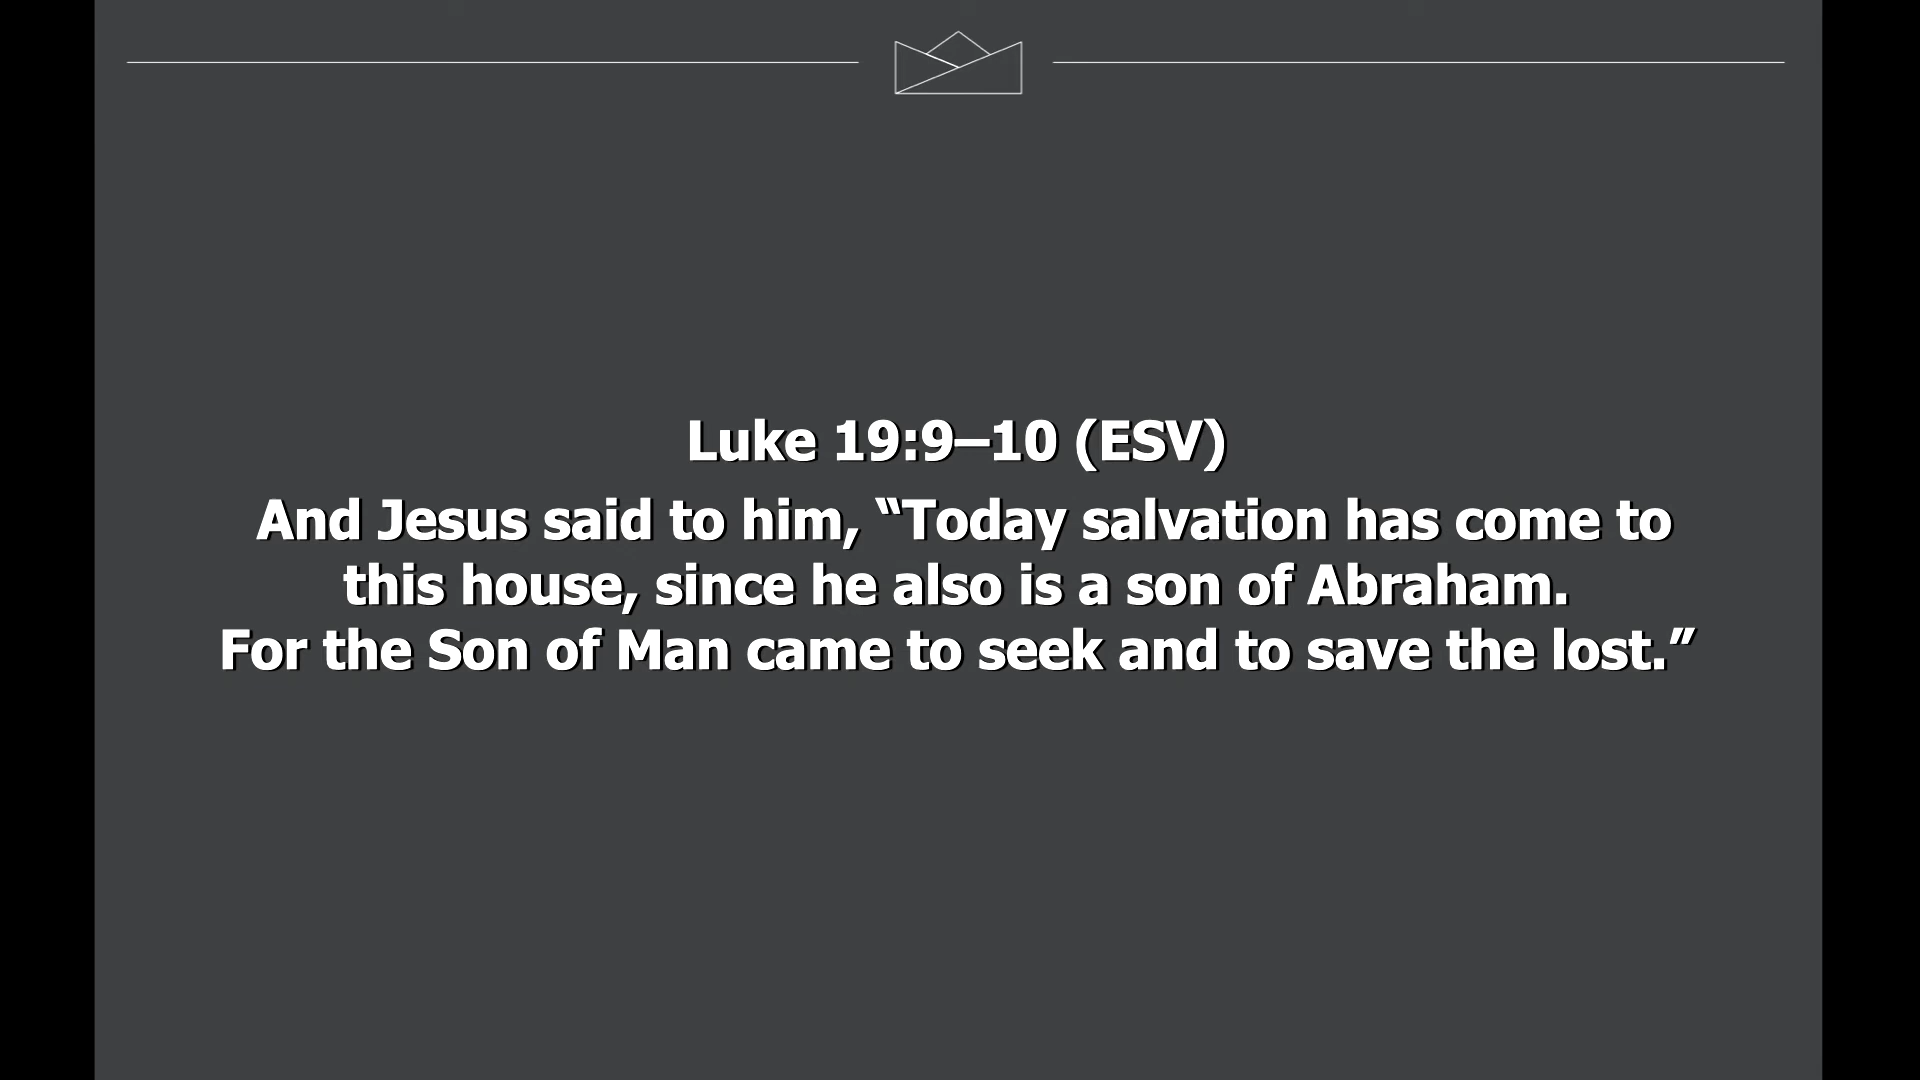 Luke 19:9–10 (ESV)
And Jesus said to him, “Today salvation has come to
this house, since he also is a son of Abraham.
For the Son of Man came to seek and to save the lost.”